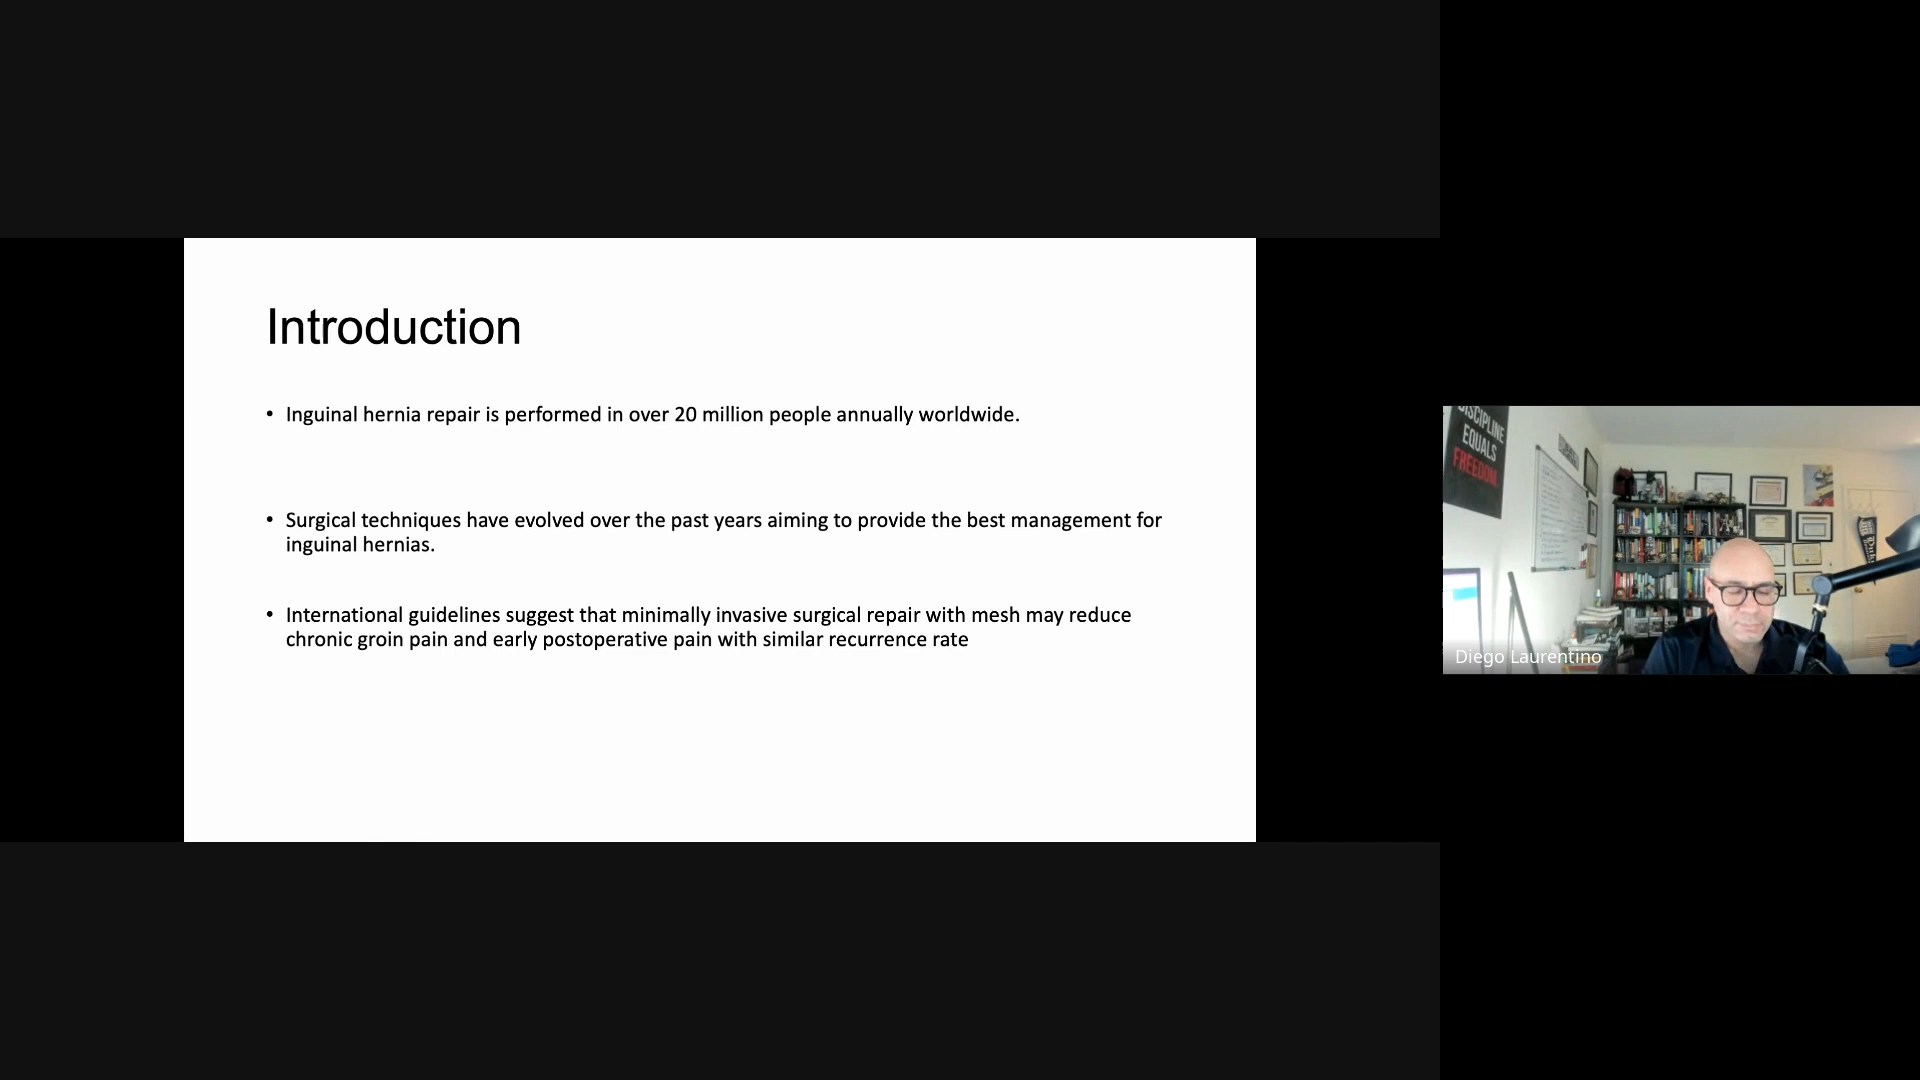 Introduction
• Inguinal hernia repair is performed in over 20 million people annually worldwide.
• Surgical techniques have evolved over the past years aiming to provide the best management for
inguinal hernias.
• International guidelines suggest that minimally invasive surgical repair with mesh may reduce
chronic groin pain and early postoperative pain with similar recurrence rate
DISCIPLINE
EQUALS
FREEDOM.
Diego Laurentino